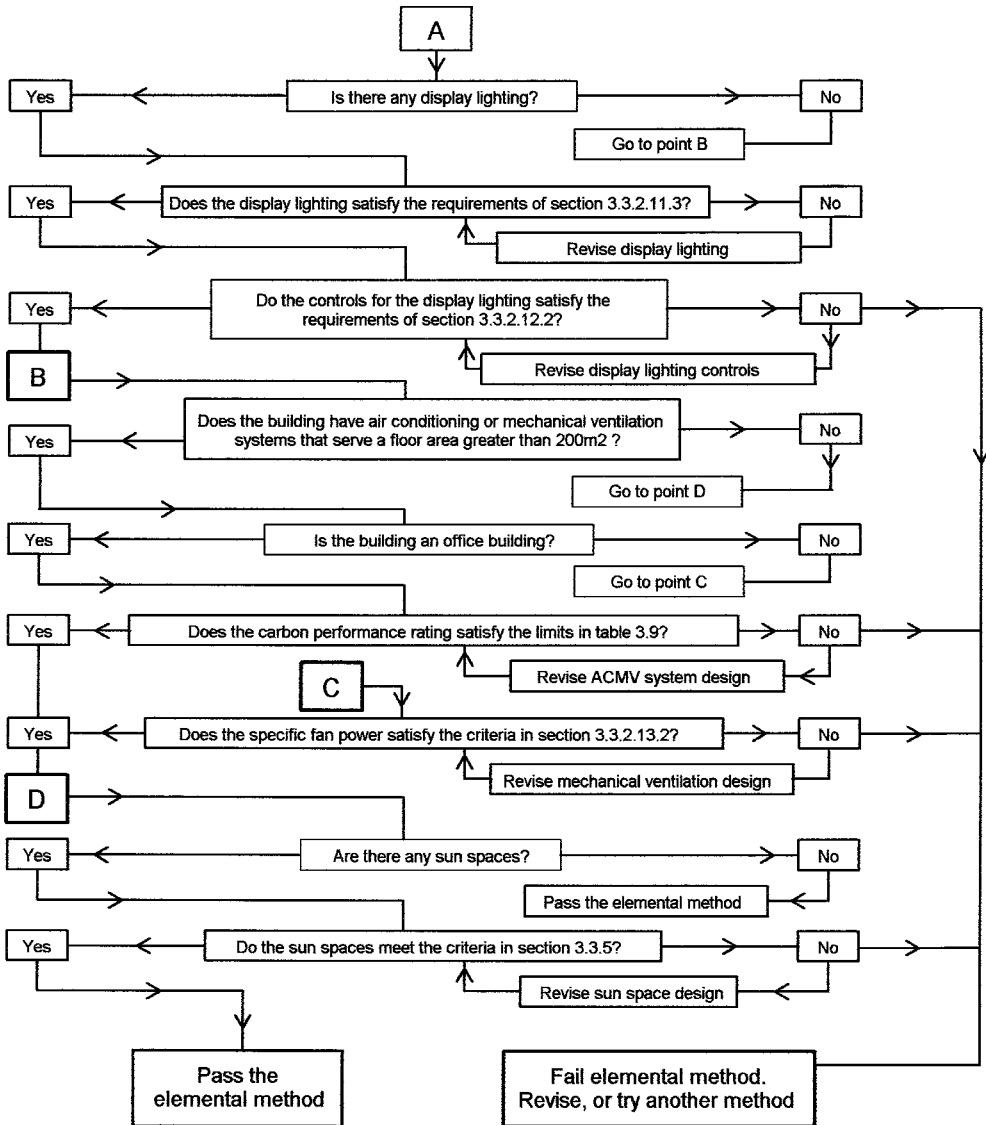 A
Yes
Is there any display lighting?
No
Go to point B
Yes
Does the display lighting satisfy the requirements of section 3.3.2.11.3?
No
Revise display lighting
Yes
Do the controls for the display lighting satisfy the
requirements of section 3.3.2.12.2?
No
Revise display lighting controls
B
Does the building have air conditioning or mechanical ventilation
systems that serve a floor area greater than 200m2 ?
Yes
No
Go to point D
Yes
Is the building an office building?
No
Go to point C
Yes
Does the carbon performance rating satisfy the limits in table 3.9?
No
Revise ACMV system design
C
Yes
Does the specific fan power satisfy the criteria in section 3.3.2.13.2?
No
Revise mechanical ventilation design
D
Yes
Are there any sun spaces?
No
Pass the elemental method
Yes
Do the sun spaces meet the criteria in section 3.3.5?
No
Revise sun space design
Pass the
elemental method
Fail elemental method.
Revise, or try another method